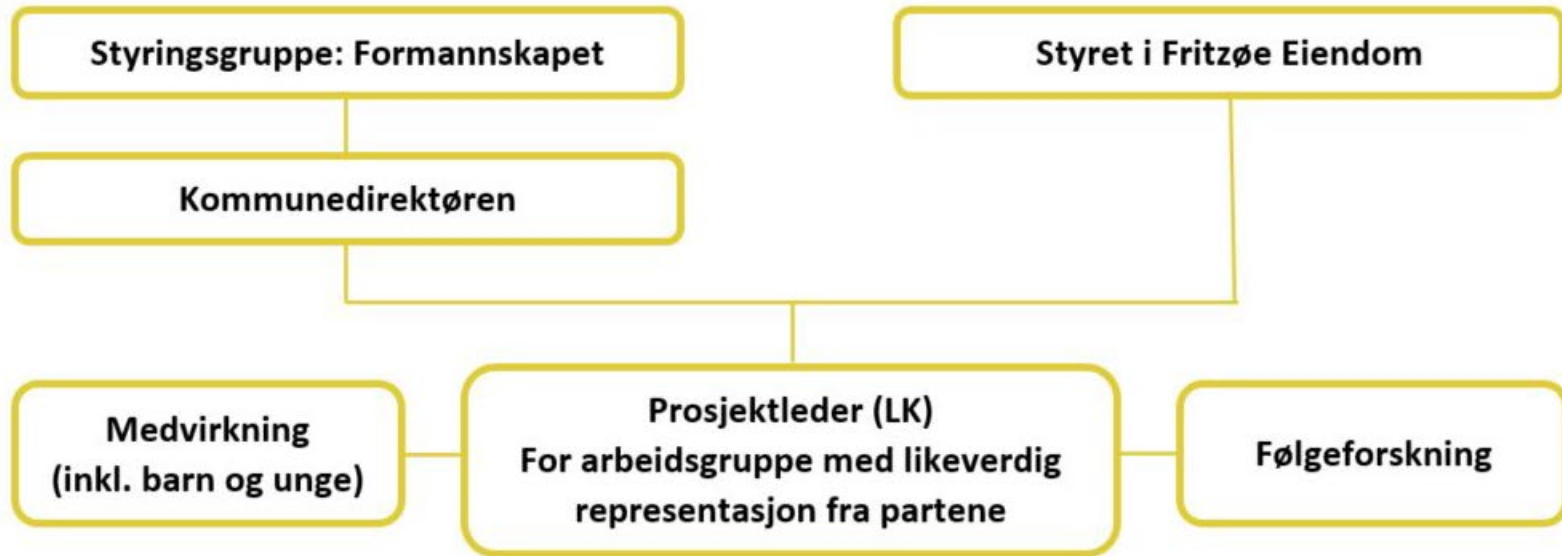 Styringsgruppe: Formannskapet
Styret i Fritzøe Eiendom
Kommunedirektøren
Medvirkning
(inkl. barn og unge)
Prosjektleder (LK)
For arbeidsgruppe med likeverdig
representasjon fra partene
Følgeforskning